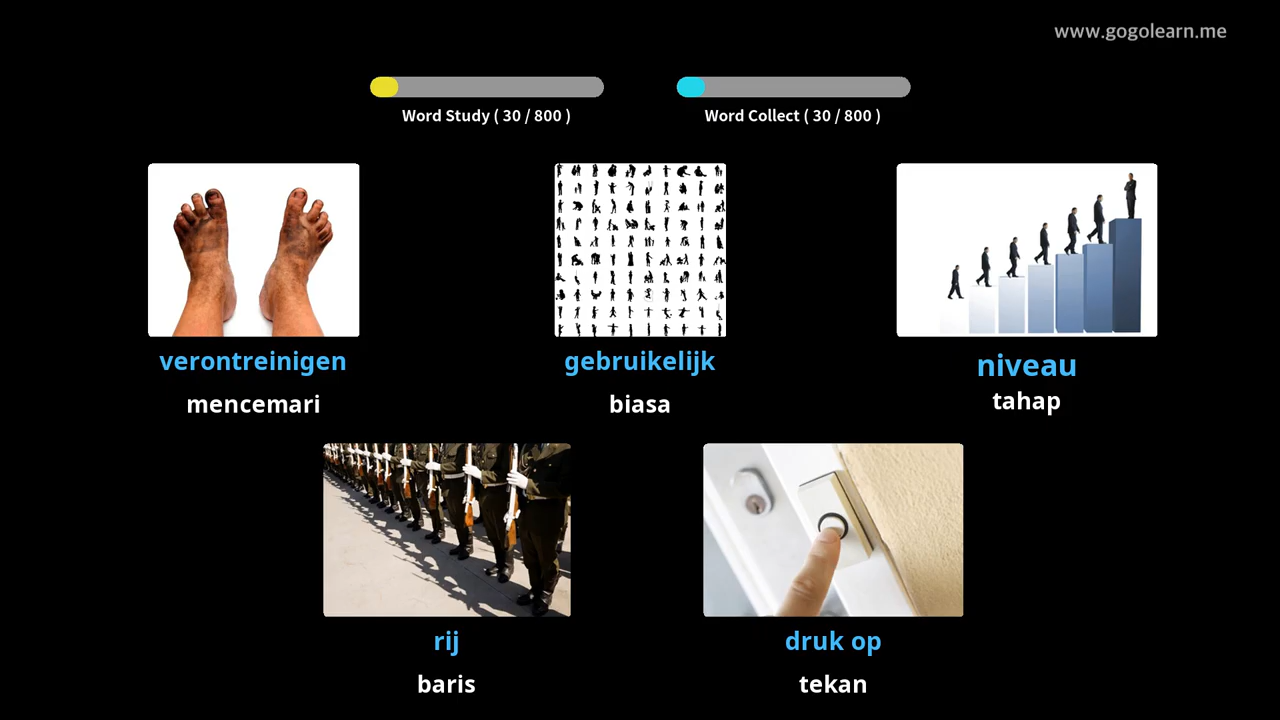 www.gogolearn.me
Word Study ( 30 / 800 )
Word Collect ( 30 / 800 )
verontreinigen
mencemari
gebruikelijk
biasa
niveau
tahap
rij
baris
druk op
tekan